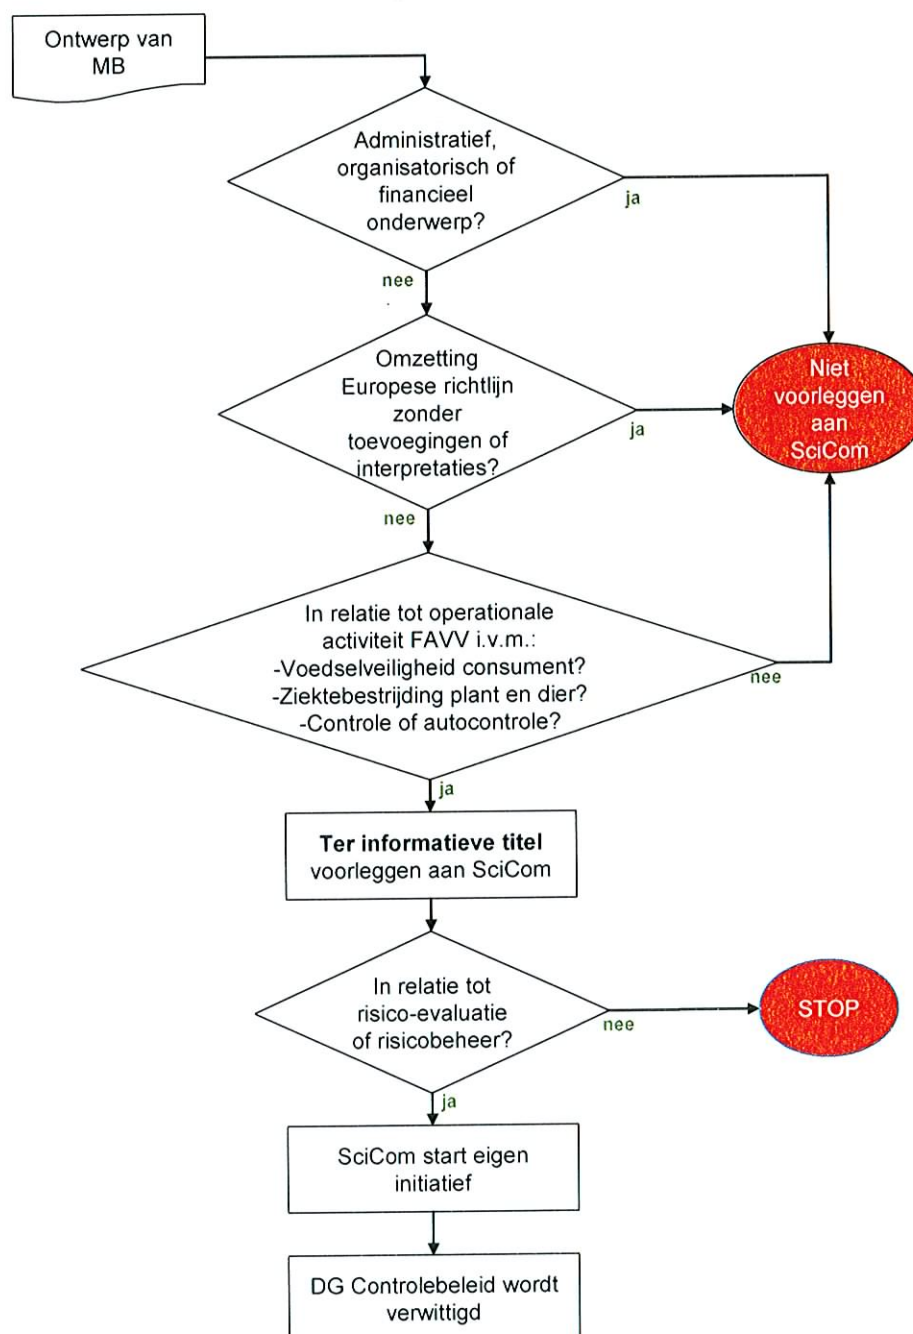 Ontwerp van
MB
Administratief,
organisatorisch of
financieel
onderwerp?
ja
nee
Omzetting
Europese richtlijn
zonder
toevoegingen of
interpretaties?
ja
Niet
voorleggen
aan
SciCom
nee
In relatie tot operationale
activiteit FAVV i.v.m.:
-Voedselveiligheid consument?
-Ziektebestrijding plant en dier?
-Controle of autocontrole?
nee
ja
Ter informatieve titel
voorleggen aan SciCom
In relatie tot
risico-evaluatie
of risicobeheer?
nee
STOP
ja
SciCom start eigen
initiatief
DG Controlebeleid wordt
verwittigd